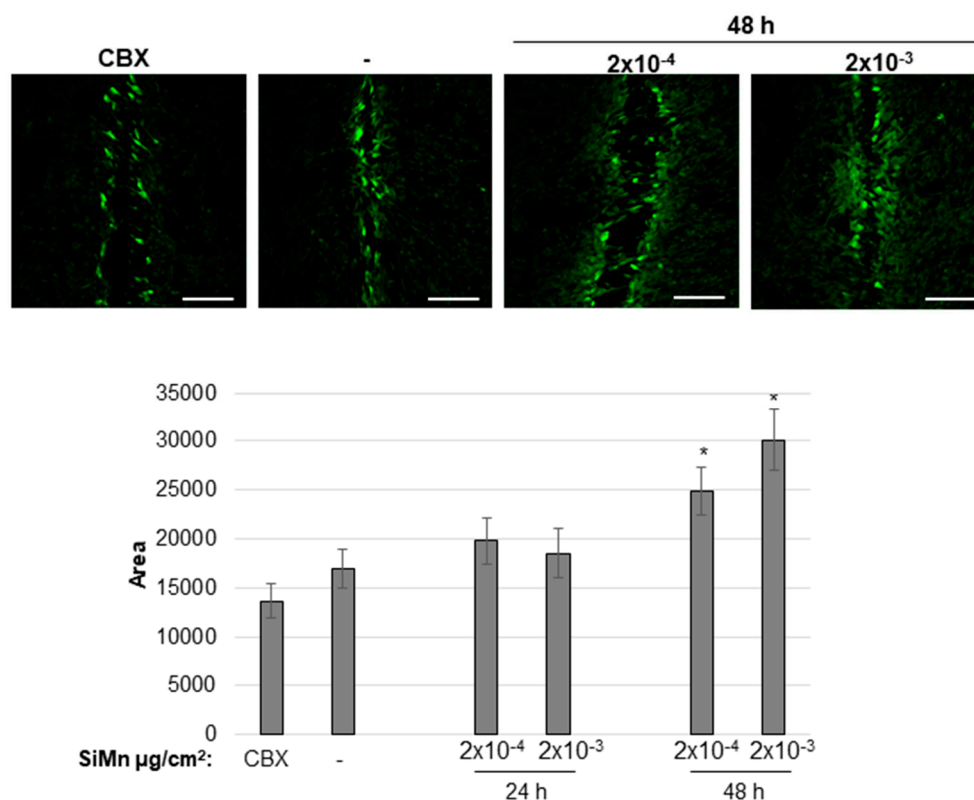 48 h
CBX - 2x10⁻⁴ 2x10⁻³
35000
* 
30000
*
25000
20000
15000
10000
5000
0
Area
SiMn µg/cm²: CBX - 2x10⁻⁴ 2x10⁻³ 2x10⁻⁴ 2x10⁻³
24 h 48 h